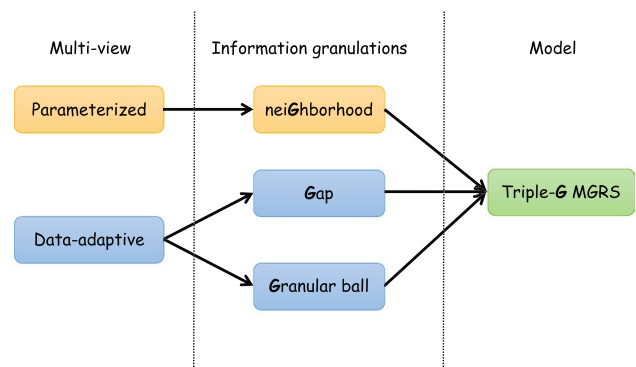 Multi-view
Information granulations
Model
Parameterized
neiGhborhood
Gap
Triple-G MGRS
Data-adaptive
Granular ball